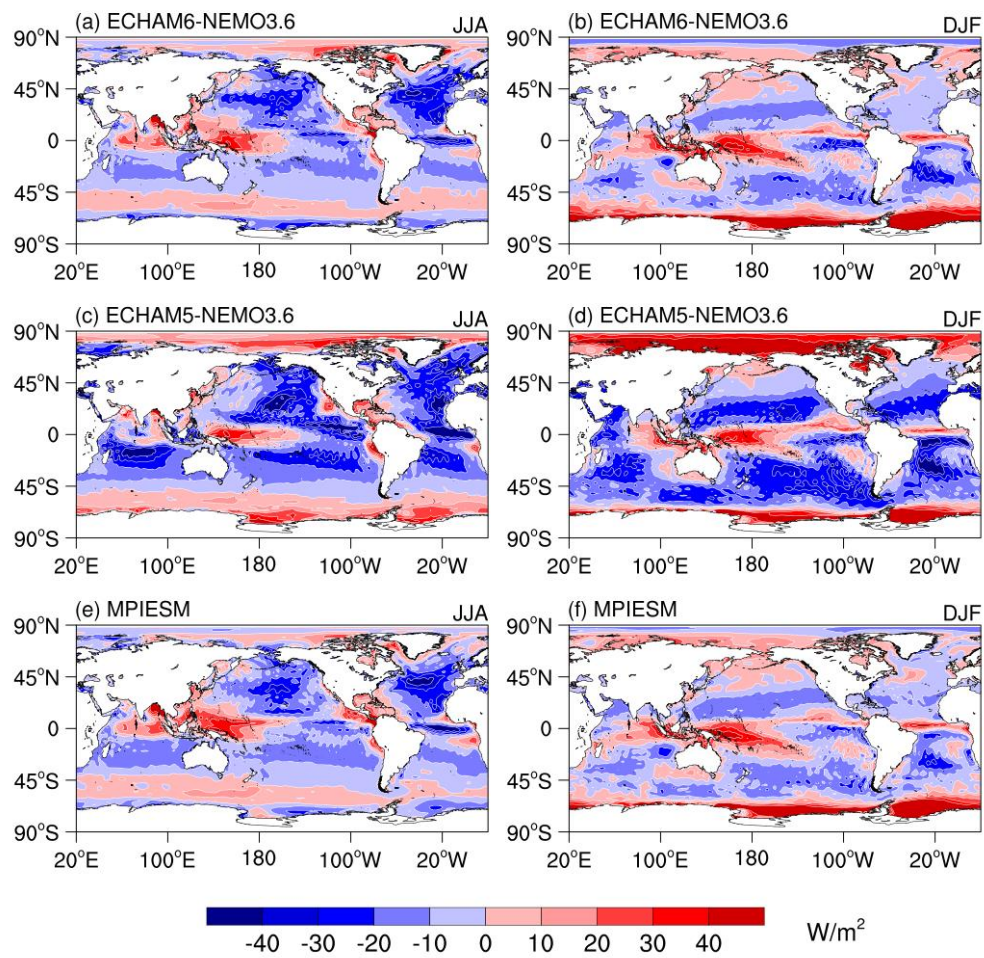 (a) ECHAM6-NEMO3.6 JJA
90°N
45°N
0
45°S
90°S
20°E 100°E 180 100°W 20°W
(b) ECHAM6-NEMO3.6 DJF
90°N
45°N
0
45°S
90°S
20°E 100°E 180 100°W 20°W
(c) ECHAM5-NEMO3.6 JJA
90°N
45°N
0
45°S
90°S
20°E 100°E 180 100°W 20°W
(d) ECHAM5-NEMO3.6 DJF
90°N
45°N
0
45°S
90°S
20°E 100°E 180 100°W 20°W
(e) MPIESM JJA
90°N
45°N
0
45°S
90°S
20°E 100°E 180 100°W 20°W
(f) MPIESM DJF
90°N
45°N
0
45°S
90°S
20°E 100°E 180 100°W 20°W
-40 -30 -20 -10 0 10 20 30 40 W/m²